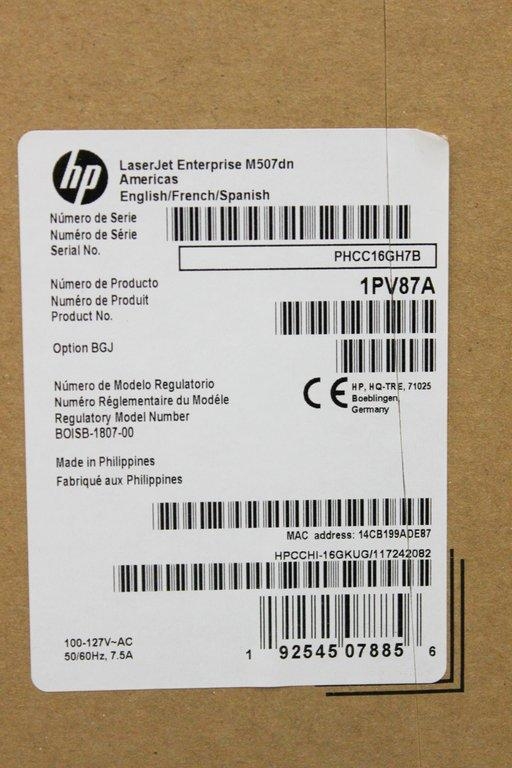 hp
LaserJet Enterprise M507dn
Americas
English/French/Spanish
Número de Serie
Numéro de Série
Serial No.
PHCC16GH7B
Número de Producto
Numéro de Produit
Product No.
1PV87A
Option BGJ
Número de Modelo Regulatorio
Numéro Réglementaire du Modéle
Regulatory Model Number
BOISB-1807-00
CE
HP, HQ-TRE, 71025
Boeblingen,
Germany
Made in Philippines
Fabriqué aux Philippines
MAC address: 14CB199ADE87
HPCCHI-16GKUG/117242082
100-127V~AC
50/60Hz, 7.5A
1 92545 07885 6